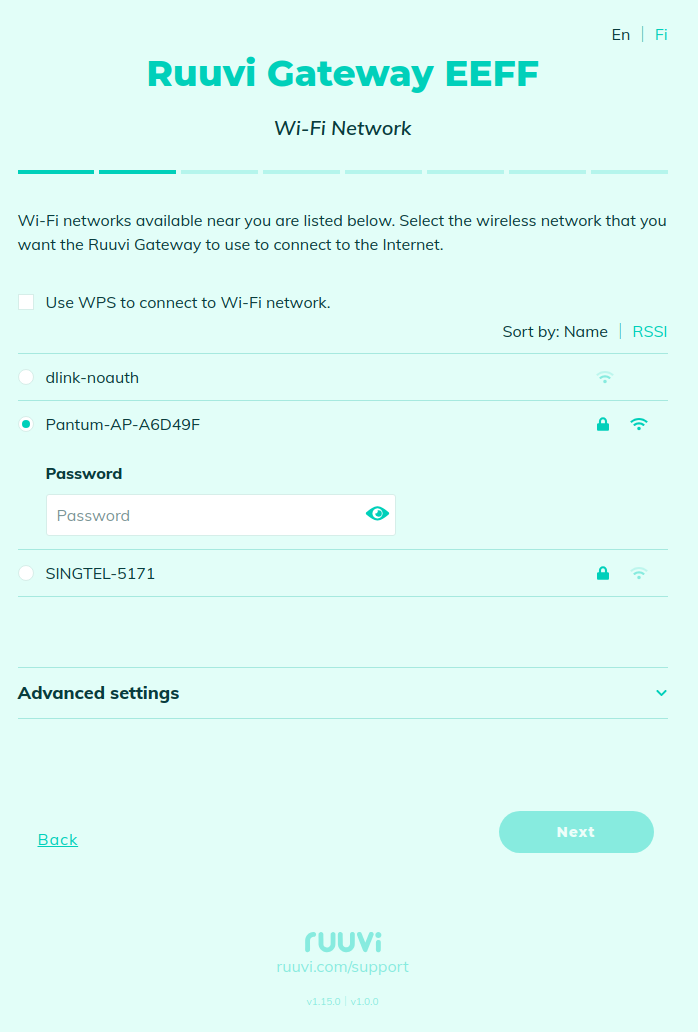 En | Fi
Ruuvi Gateway EEFF
Wi-Fi Network
Wi-Fi networks available near you are listed below. Select the wireless network that you
want the Ruuvi Gateway to use to connect to the Internet.
Use WPS to connect to Wi-Fi network.
Sort by: Name | RSSI
dlink-noauth
Pantum-AP-A6D49F
Password
Password
SINGTEL-5171
Advanced settings
Back
Next
ruuvi
ruuvi.com/support
v1.15.0 | v1.0.0